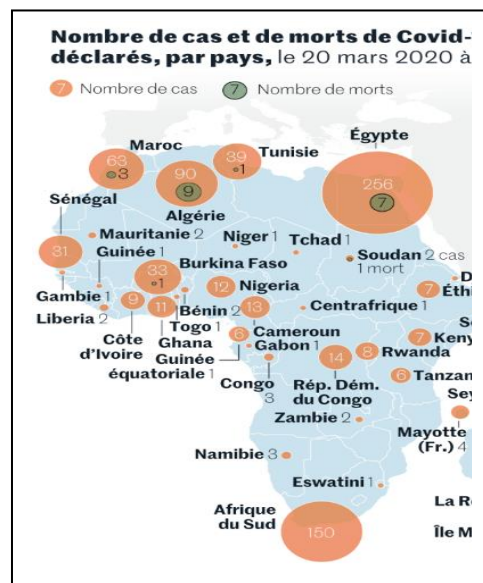 Nombre de cas et de morts de Covid-
déclarés, par pays, le 20 mars 2020 à
7 Nombre de cas 7 Nombre de morts
Maroc
63
3
Tunisie
39
1
Égypte
256
7
90
9
Algérie
Sénégal
31
Mauritanie 2
Guinée 1
Niger 1
Tchad 1
Soudan 2 cas
1 mort
33
1
Burkina Faso
Gambie 1
Liberia 2
9
Côte
d'Ivoire
11
Ghana
Togo 1
Bénin 2
12
Nigeria
13
Cameroun
Centrafrique 1
7
Éthi
D
6
Guinée
équatoriale 1
Gabon 1
Congo
3
14
Rép. Dém.
du Congo
8
Rwanda
7
Keny
6
Tanzan
Sey
Mayotte
(Fr.) 4
Zambie 2
Namibie 3
Eswatini 1
Afrique
du Sud
150
La R
Île M